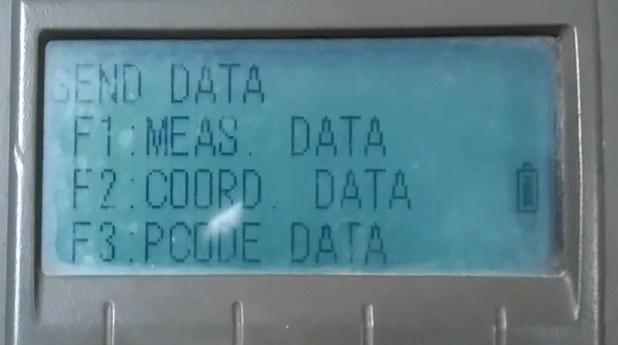 SEND DATA
F1:MEAS. DATA
F2:COORD. DATA
F3:PCODE DATA